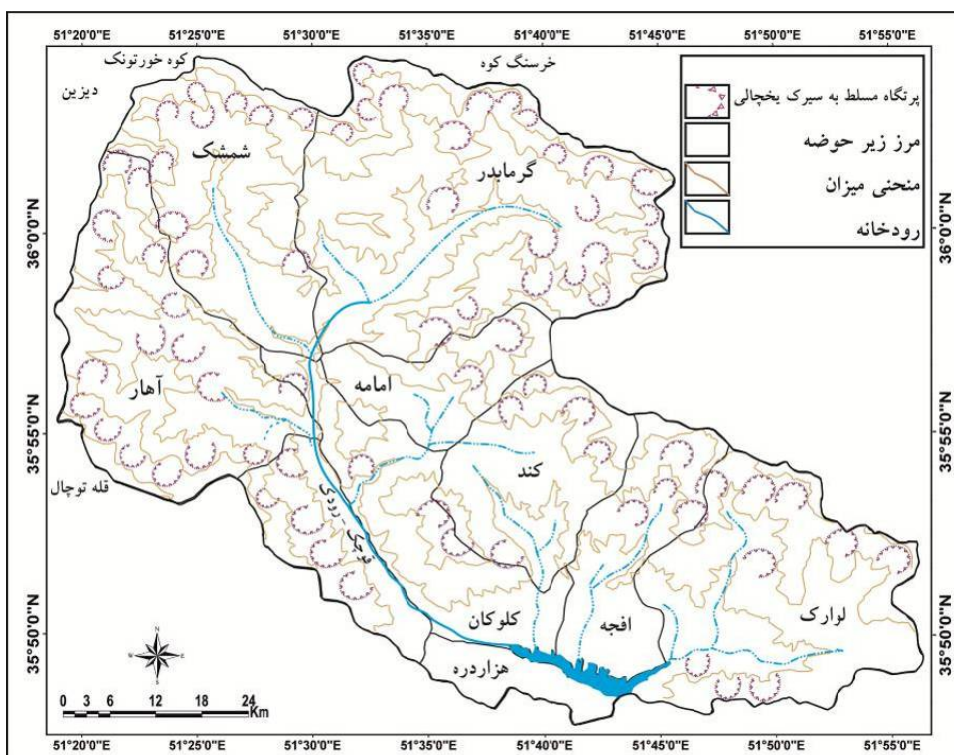 51°20'0"E 51°25'0"E 51°30'0"E 51°35'0"E 51°40'0"E 51°45'0"E 51°50'0"E 51°55'0"E
کوه خورتونک
خرسنگ کوه
دیزین
پرتگاه مسلط به سیرک یخچالی
مرز زیر حوضه
منحنی میزان
رودخانه
شمشک
گرمابدر
36°0'0"N
36°0'0"N
آهار
امامه
35°55'0"N
35°55'0"N
کند
قله توچال
قوچک - رودک
کلوکان
افجه
لوارک
هزاردره
35°50'0"N
35°50'0"N
N
W E
S
0 3 6 12 18 24
Km
51°20'0"E 51°25'0"E 51°30'0"E 51°35'0"E 51°40'0"E 51°45'0"E 51°50'0"E 51°55'0"E